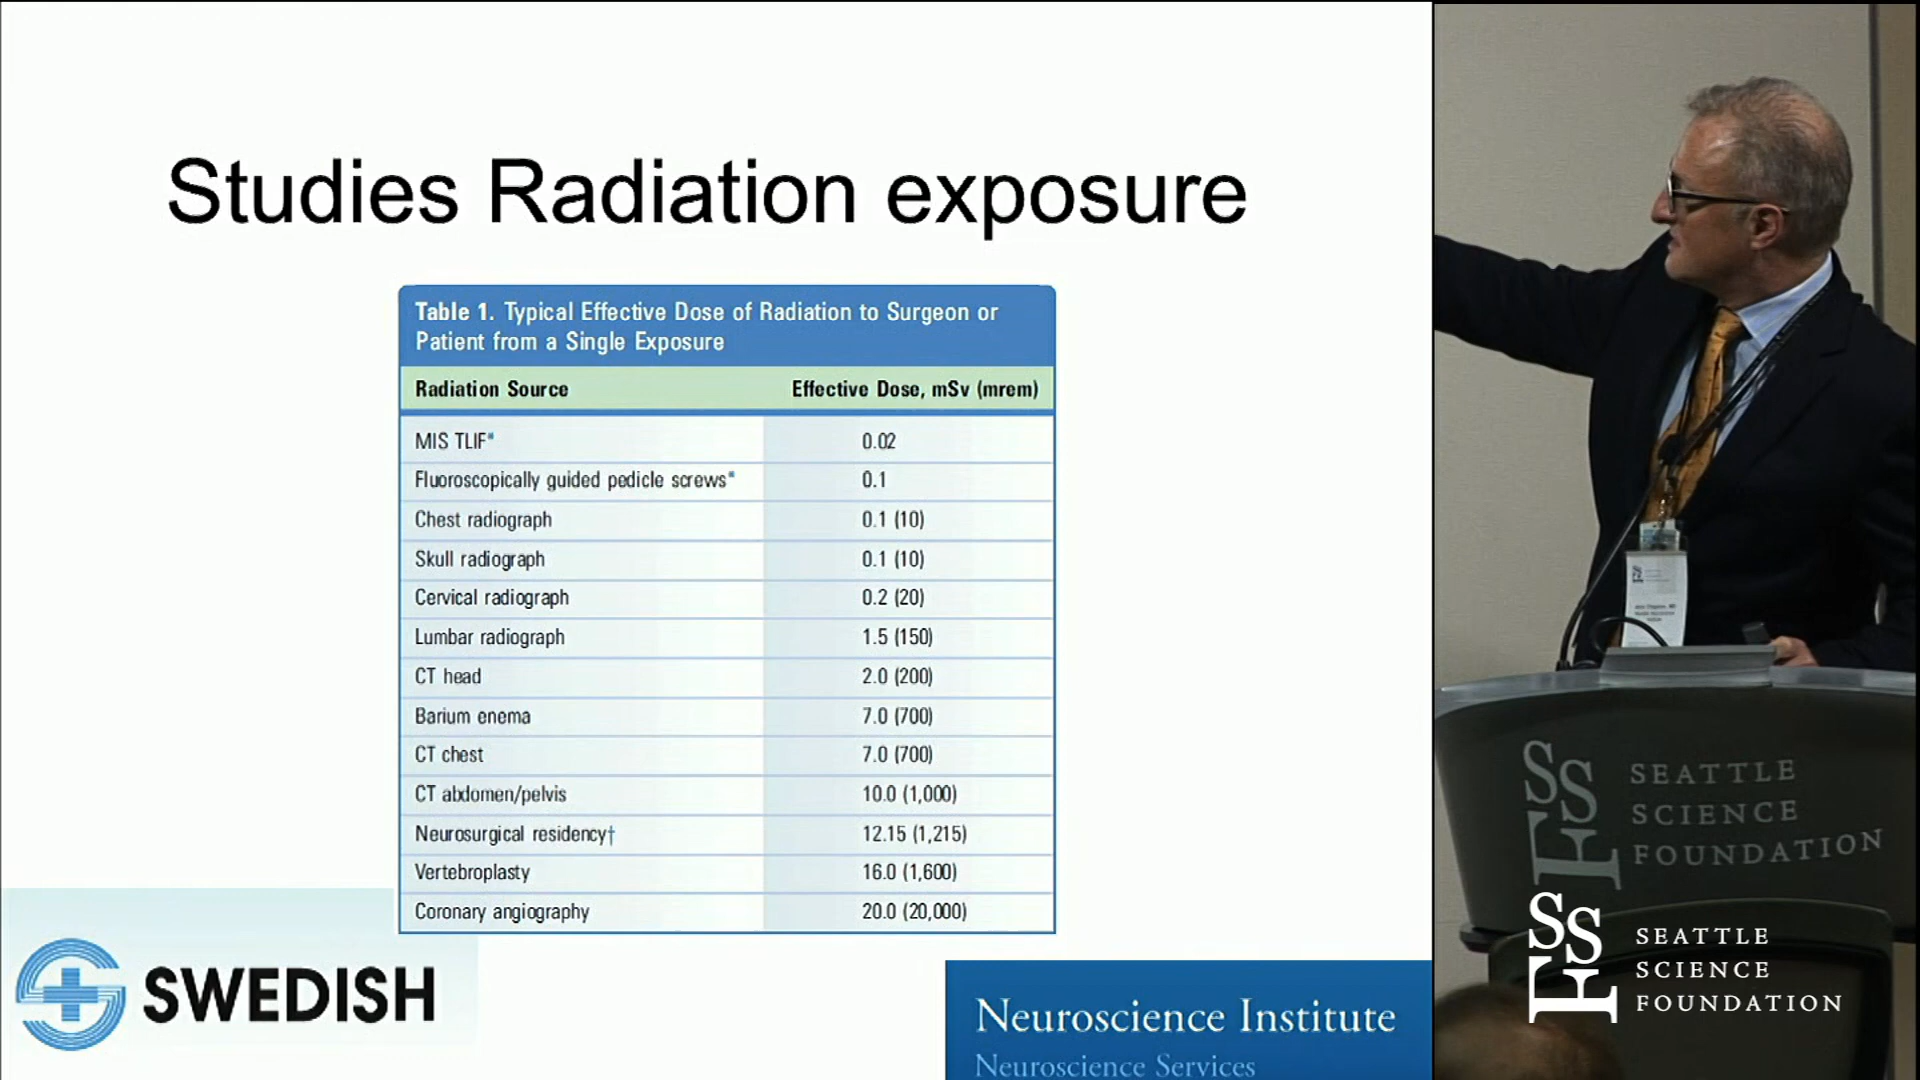 Studies Radiation exposure
Table 1. Typical Effective Dose of Radiation to Surgeon or
Patient from a Single Exposure
Radiation Source Effective Dose, mSv (mrem)
MIS TLIF* 0.02
Fluoroscopically guided pedicle screws* 0.1
Chest radiograph 0.1 (10)
Skull radiograph 0.1 (10)
Cervical radiograph 0.2 (20)
Lumbar radiograph 1.5 (150)
CT head 2.0 (200)
Barium enema 7.0 (700)
CT chest 7.0 (700)
CT abdomen/pelvis 10.0 (1,000)
Neurosurgical residency† 12.15 (1,215)
Vertebroplasty 16.0 (1,600)
Coronary angiography 20.0 (20,000)
SWEDISH
Neuroscience Institute
Neuroscience Services
SSF
SEATTLE
SCIENCE
FOUNDATION
SSF
SEATTLE
SCIENCE
FOUNDATION